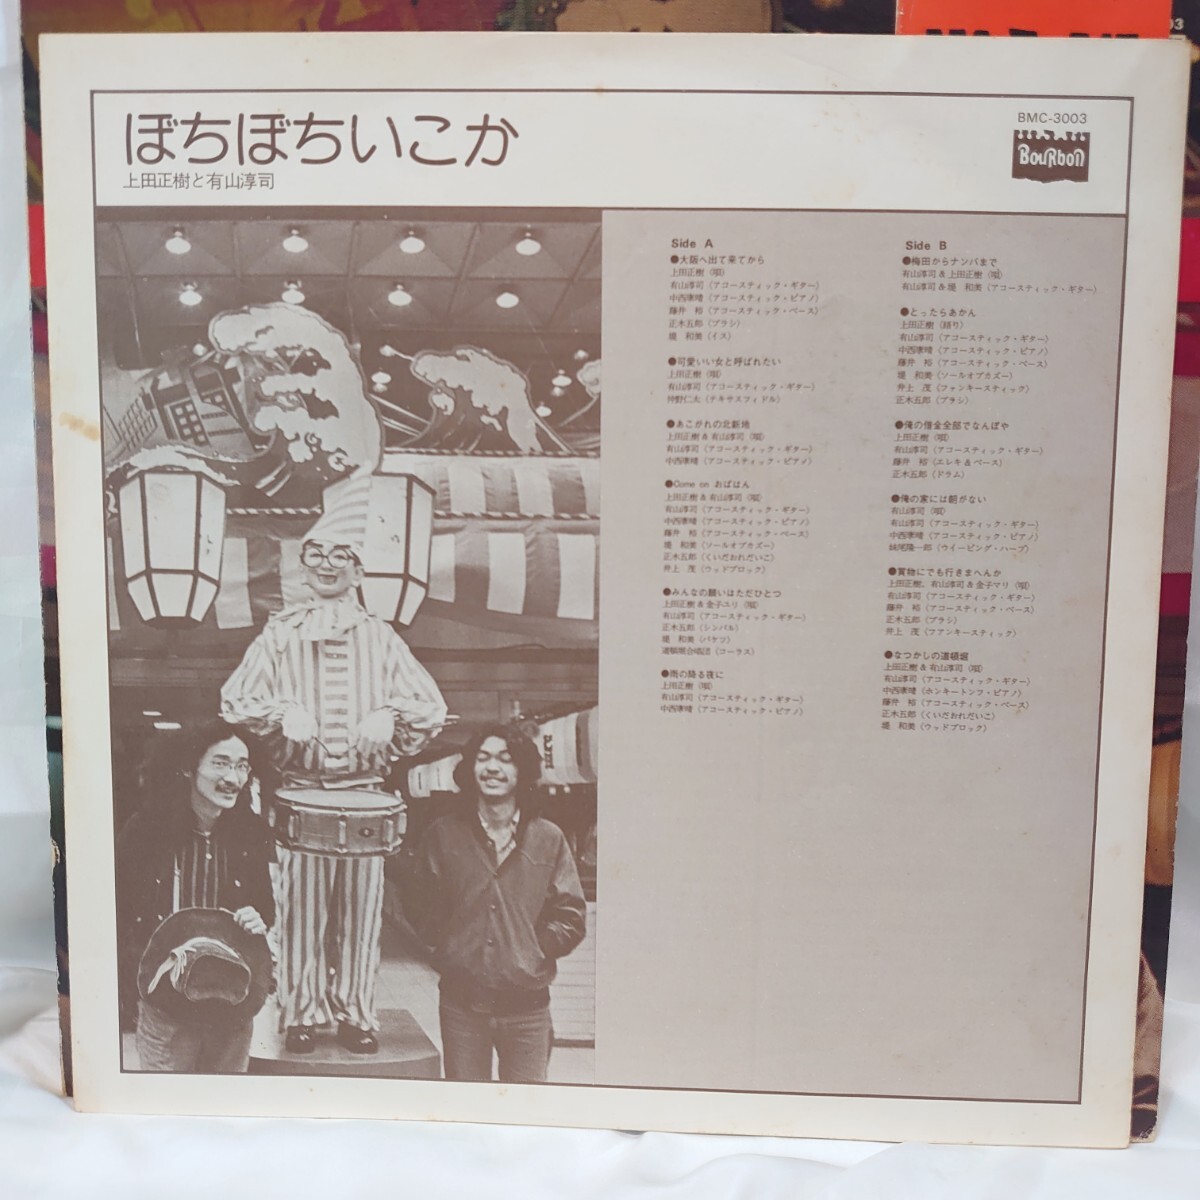 ぼちぼちいこか
上田正樹と有山淳司
BMC-3003
BouRbon
Side A
●大阪へ出て来てから
上田正樹（唄）
有山淳司（アコースティック・ギター）
中西康晴（アコースティック・ピアノ）
藤井 裕（アコースティック・ベース）
正木五郎（ブラシ）
堤 和美（イス）
●可愛いい女と呼ばれたい
上田正樹（唄）
有山淳司（アコースティック・ギター）
仲野仁太（テキサスフィドル）
●あこがれの北新地
上田正樹＆有山淳司（唄）
有山淳司（アコースティック・ギター）
中西康晴（アコースティック・ピアノ）
●Come on おばはん
上田正樹＆有山淳司（唄）
有山淳司（アコースティック・ギター）
中西康晴（アコースティック・ピアノ）
藤井 裕（アコースティック・ベース）
堤 和美（ソールオブカズー）
正木五郎（くいだおれだいこ）
井上 茂（ウッドブロック）
●みんなの願いはただひとつ
上田正樹＆金子ユリ（唄）
有山淳司（アコースティック・ギター）
正木五郎（シンバル）
堤 和美（バケツ）
合唱団（コーラス）
●雨の降る夜に
上田正樹（唄）
有山淳司（アコースティック・ギター）
中西康晴（アコースティック・ピアノ）
Side B
●梅田からナンバまで
有山淳司＆上田正樹（唄）
有山淳司＆堤 和美（アコースティック・ギター）
●とったらあかん
上田正樹（語り）
有山淳司（アコースティック・ギター）
中西康晴（アコースティック・ピアノ）
藤井 裕（アコースティック・ベース）
堤 和美（ソールオブカズー）
井上 茂（ファンキースティック）
正木五郎（ブラシ）
●俺の借金全部でなんぼや
上田正樹（唄）
有山淳司（アコースティック・ギター）
藤井 裕（エレキ＆ベース）
正木五郎（ドラム）
●俺の家には朝がない
有山淳司（唄）
有山淳司（アコースティック・ギター）
中西康晴（アコースティック・ピアノ）
妹尾隆一郎（ウイーピング・ハープ）
●買物にでも行きまへんか
上田正樹、有山淳司＆金子マリ（唄）
有山淳司（アコースティック・ギター）
藤井 裕（アコースティック・ベース）
正木五郎（ブラシ）
井上 茂（ファンキースティック）
●なつかしの道頓堀
上田正樹＆有山淳司（唄）
有山淳司（アコースティック・ギター）
中西康晴（ホンキートンク・ピアノ）
藤井 裕（アコースティック・ベース）
正木五郎（くいだおれだいこ）
堤 和美（ウッドブロック）